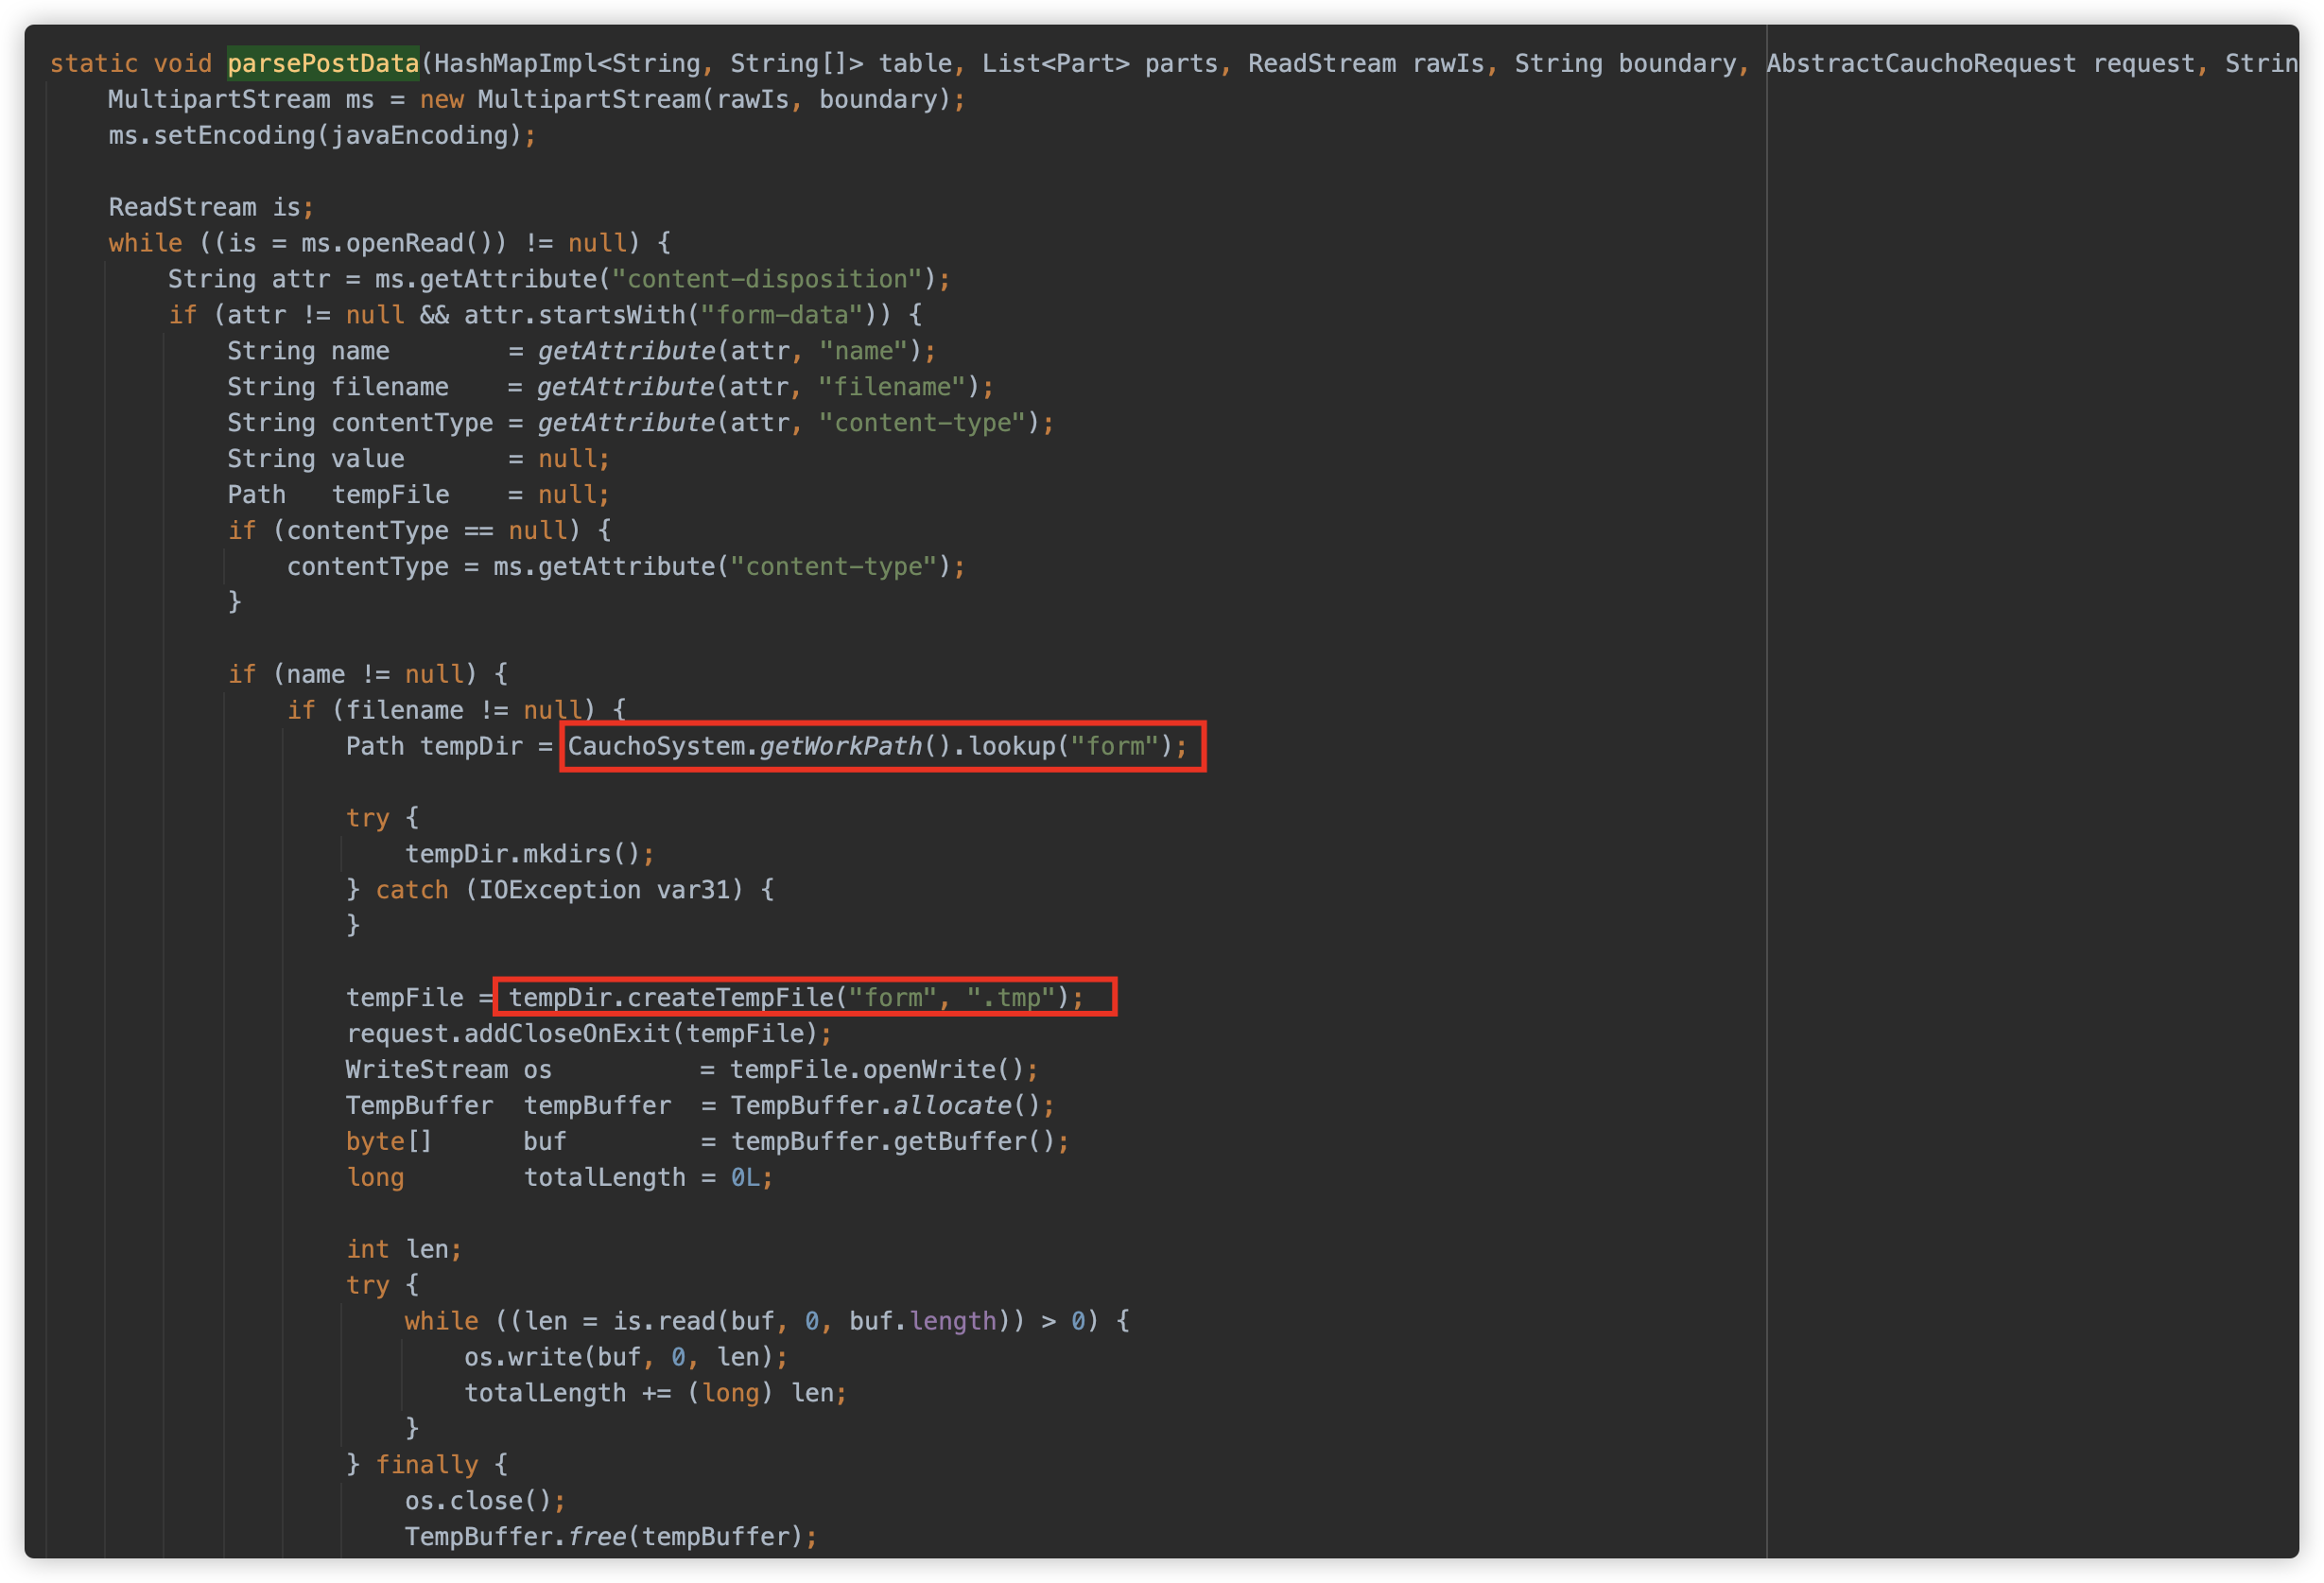 static void parsePostData(HashMapImpl<String, String[]> table, List<Part> parts, ReadStream rawIs, String boundary, AbstractCauchoRequest request, Strin
MultipartStream ms = new MultipartStream(rawIs, boundary);
ms.setEncoding(javaEncoding);
ReadStream is;
while ((is = ms.openRead()) != null) {
String attr = ms.getAttribute("content-disposition");
if (attr != null && attr.startsWith("form-data")) {
String name = getAttribute(attr, "name");
String filename = getAttribute(attr, "filename");
String contentType = getAttribute(attr, "content-type");
String value = null;
Path tempFile = null;
if (contentType == null) {
contentType = ms.getAttribute("content-type");
}
if (name != null) {
if (filename != null) {
Path tempDir = CauchoSystem.getWorkPath().lookup("form");
try {
tempDir.mkdirs();
} catch (IOException var31) {
}
tempFile = tempDir.createTempFile("form", ".tmp");
request.addCloseOnExit(tempFile);
WriteStream os = tempFile.openWrite();
TempBuffer tempBuffer = TempBuffer.allocate();
byte[] buf = tempBuffer.getBuffer();
long totalLength = 0L;
int len;
try {
while ((len = is.read(buf, 0, buf.length)) > 0) {
os.write(buf, 0, len);
totalLength += (long) len;
}
} finally {
os.close();
TempBuffer.free(tempBuffer);